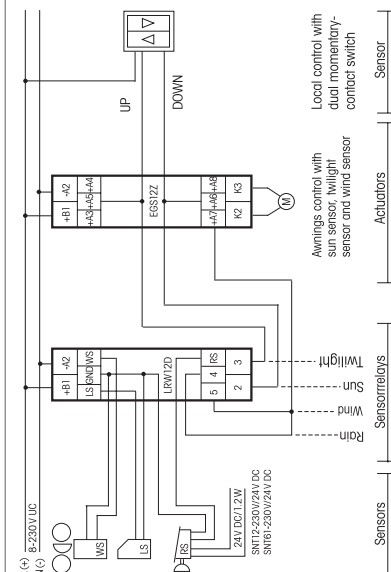 (+)
N(-)
8-230 V UC
UP
DOWN
Local control with
dual momentary-
contact switch
Sensor
+B1 -A2
+A3 +A5 +A4
EGS12Z
+A7 +A6 +A8
K2 K3
M
Awnings control with
sun sensor, twilight
sensor and wind sensor
Actuators
+B1 -A2
LS GND WS
LRW12D
5 4 RS
2 3
Twilight
Sun
Wind
Rain
Sensorrelays
WS
LS
RS
24V DC/1.2 W
SNT12-230V/24V DC
SNT61-230V/24V DC
Sensors